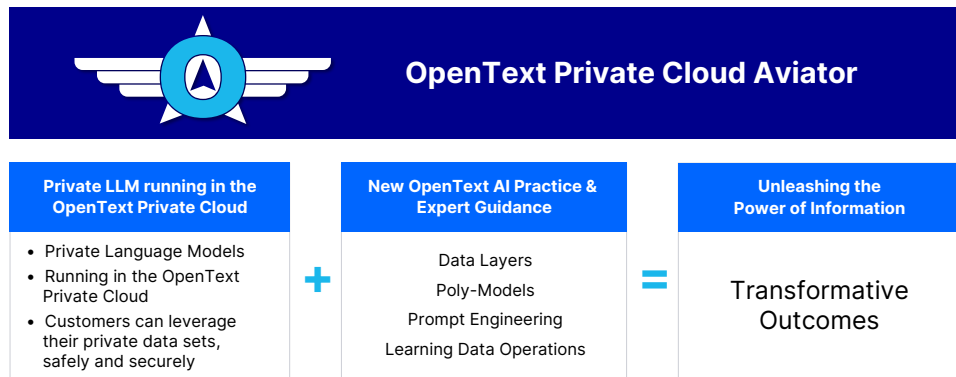 OpenText Private Cloud Aviator
Private LLM running in the
OpenText Private Cloud
• Private Language Models
• Running in the OpenText
Private Cloud
• Customers can leverage
their private data sets,
safely and securely
+
New OpenText AI Practice &
Expert Guidance
Data Layers
Poly-Models
Prompt Engineering
Learning Data Operations
=
Unleashing the
Power of Information
Transformative
Outcomes